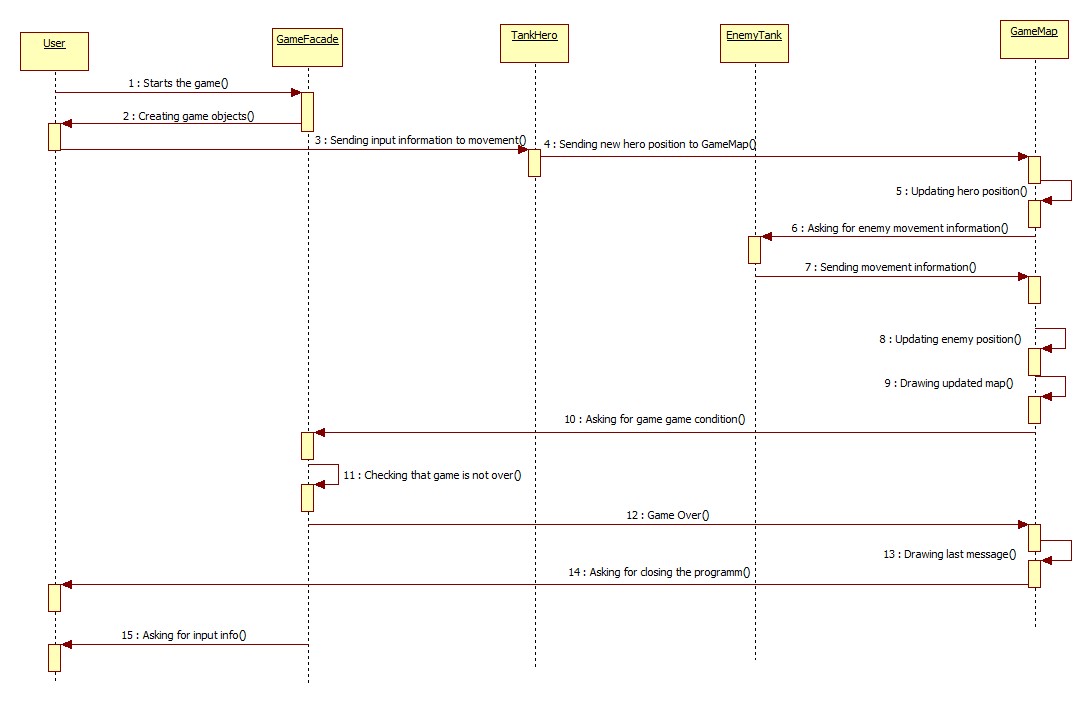 User
GameFacade
TankHero
EnemyTank
GameMap
1 : Starts the game()
2 : Creating game objects()
3 : Sending input information to movement()
4 : Sending new hero position to GameMap()
5 : Updating hero position()
6 : Asking for enemy movement information()
7 : Sending movement information()
8 : Updating enemy position()
9 : Drawing updated map()
10 : Asking for game game condition()
11 : Checking that game is not over()
12 : Game Over()
13 : Drawing last message()
14 : Asking for closing the programm()
15 : Asking for input info()